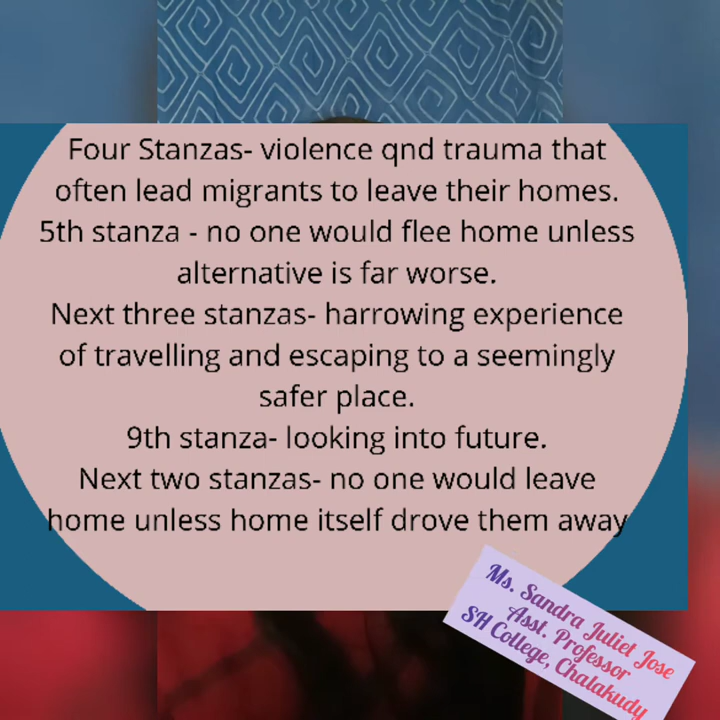 Four Stanzas- violence qnd trauma that
often lead migrants to leave their homes.
5th stanza - no one would flee home unless
alternative is far worse.
Next three stanzas- harrowing experience
of travelling and escaping to a seemingly
safer place.
9th stanza- looking into future.
Next two stanzas- no one would leave
home unless home itself drove them away
Ms. Sandra Juliet Jose
Asst. Professor
SH College, Chalakudy